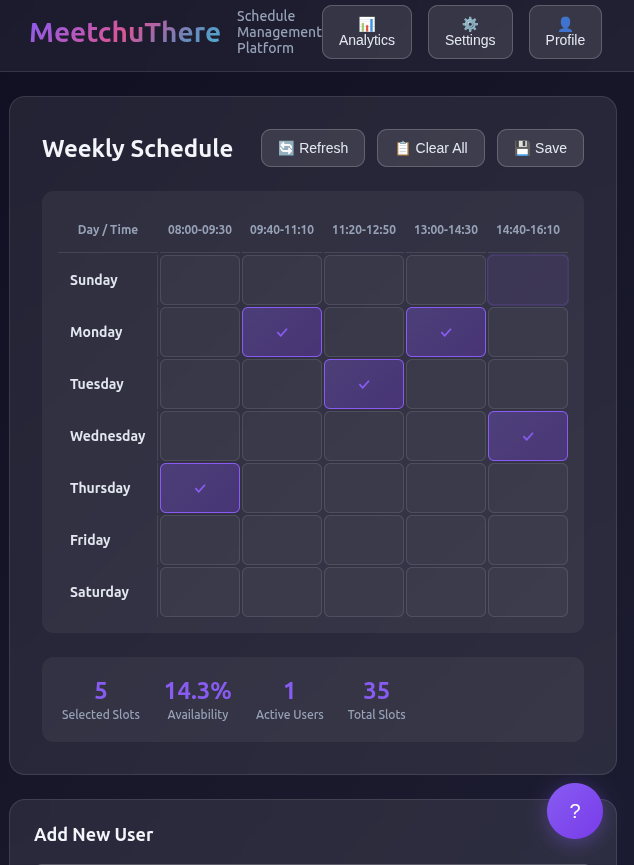 MeetchuThere
Schedule
Management
Platform
Analytics
Settings
Profile
Weekly Schedule
Refresh
Clear All
Save
Day / Time 08:00-09:30 09:40-11:10 11:20-12:50 13:00-14:30 14:40-16:10
Sunday
Monday ✓ ✓
Tuesday ✓
Wednesday ✓
Thursday ✓
Friday
Saturday
5 14.3% 1 35
Selected Slots Availability Active Users Total Slots
?
Add New User